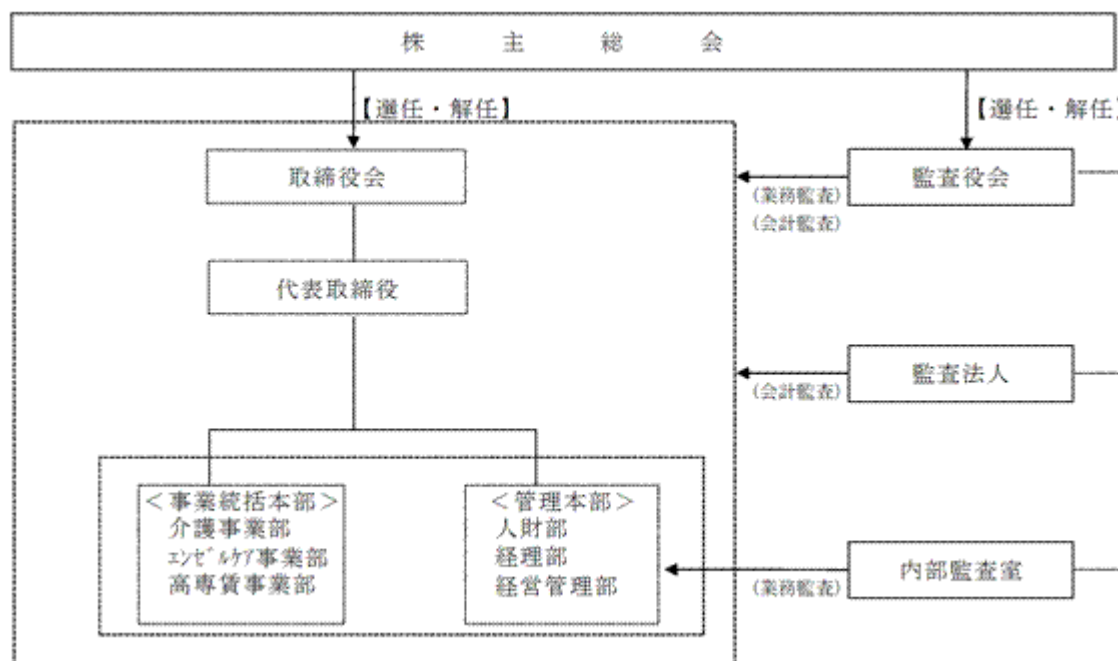 株主総会
【選任・解任】
【選任・解任】
取締役会
監査役会
(業務監査)
(会計監査)
代表取締役
監査法人
(会計監査)
＜事業統括本部＞
介護事業部
ｴﾝｾﾞﾙｹｱ事業部
高専賃事業部
＜管理本部＞
人財部
経理部
経営管理部
内部監査室
(業務監査)